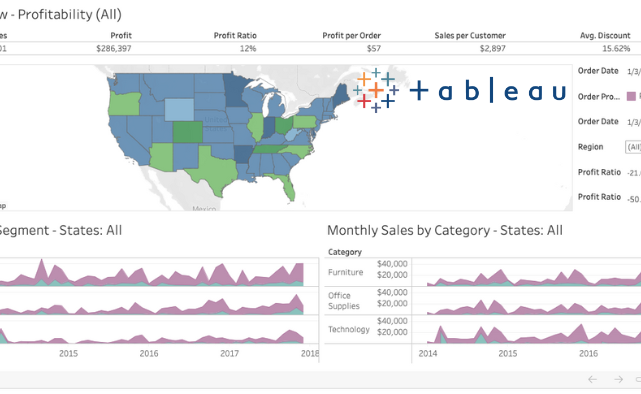 w - Profitability (All)
es Profit Profit Ratio Profit per Order Sales per Customer Avg. Discount
01 $286,397 12% $57 $2,897 15.62%
+ableau
Order Date 1/3/
Order Pro...
Order Date 1/3/
Region (All)
Profit Ratio -21.
Profit Ratio -50.
Mexico
ap
Segment - States: All
Monthly Sales by Category - States: All
Category
Furniture $40,000
$20,000
Office Supplies $40,000
$20,000
Technology $40,000
$20,000
2015 2016 2017 2018
2014 2015 2016